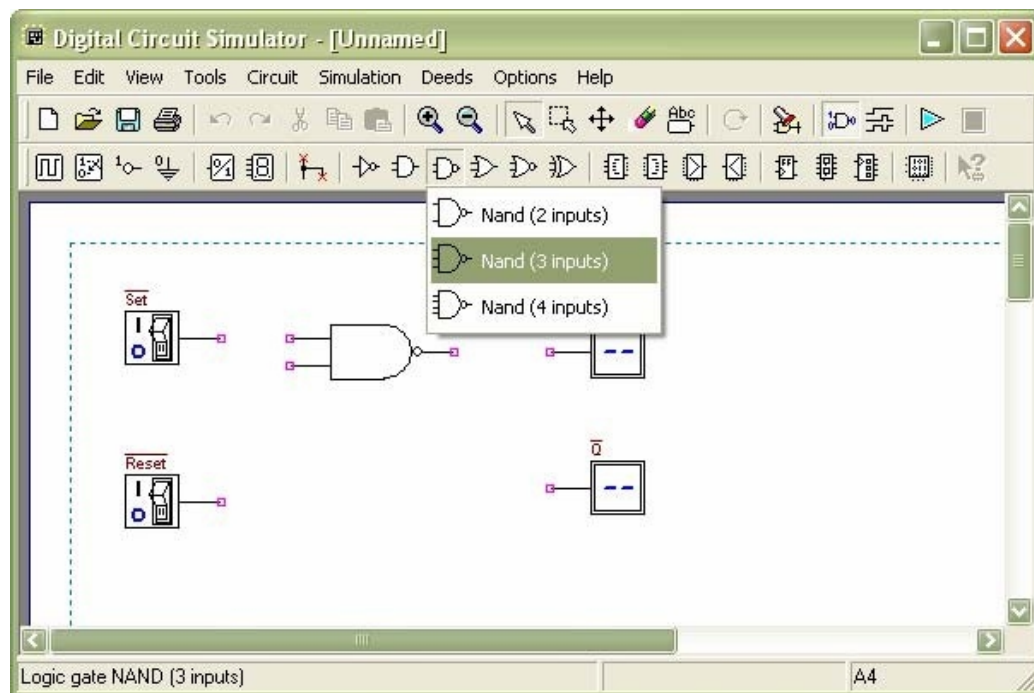 Digital Circuit Simulator - [Unnamed]
File Edit View Tools Circuit Simulation Deeds Options Help
Abc
Nand (2 inputs)
Nand (3 inputs)
Nand (4 inputs)
Set
Reset
Q
Logic gate NAND (3 inputs)
A4